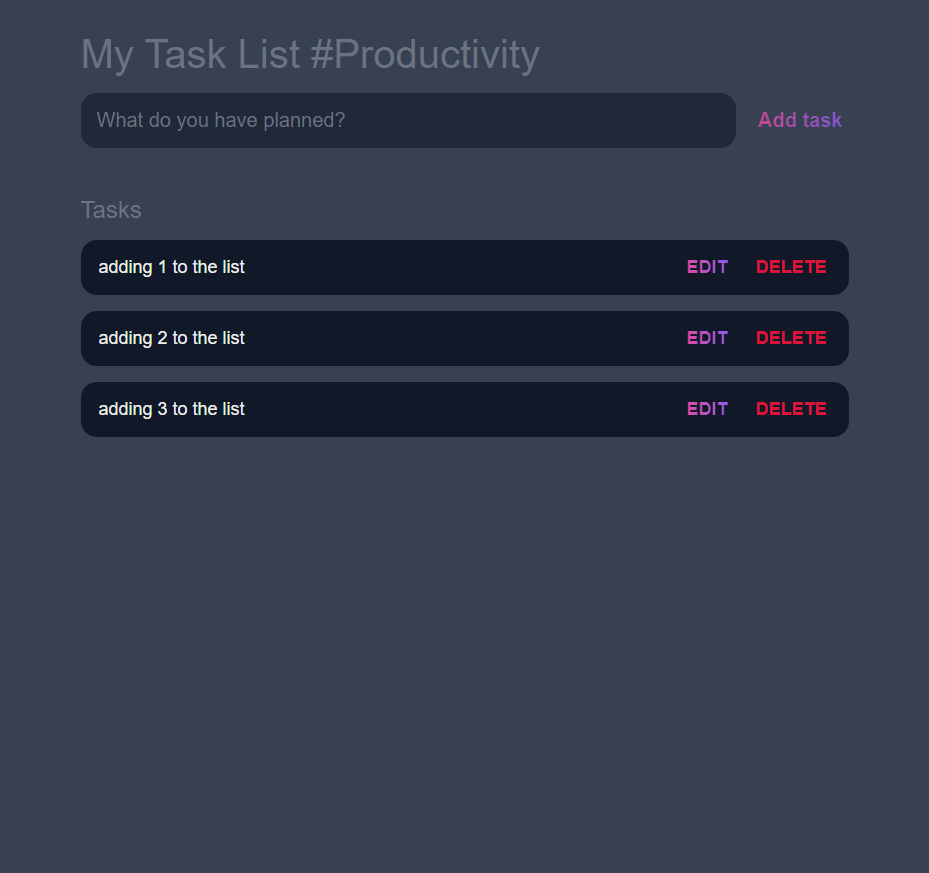 My Task List #Productivity
What do you have planned? Add task
Tasks
adding 1 to the list EDIT DELETE
adding 2 to the list EDIT DELETE
adding 3 to the list EDIT DELETE